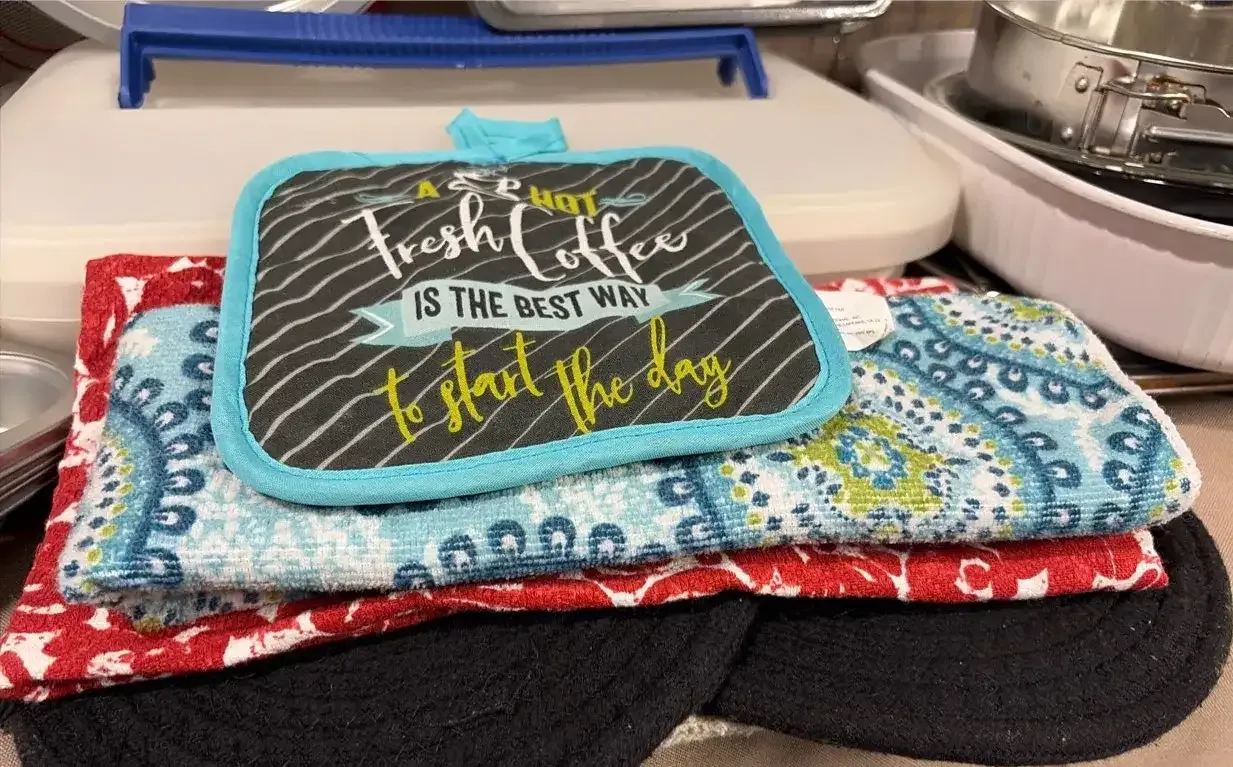 A HOT
Fresh Coffee
IS THE BEST WAY
to start the day